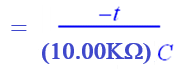 = -t
(10.00KΩ) C